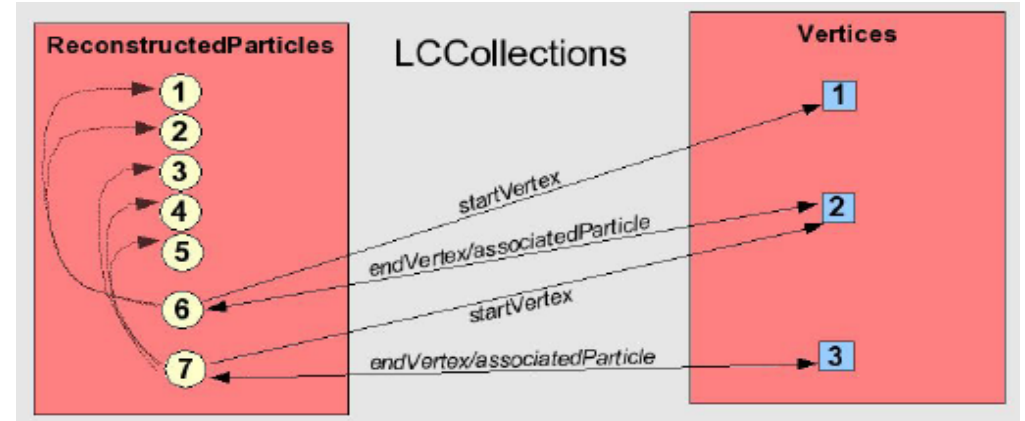 ReconstructedParticles
LCCollections
Vertices
1
2
3
4
5
6
7
startVertex
endVertex/associatedParticle
startVertex
endVertex/associatedParticle
1
2
3